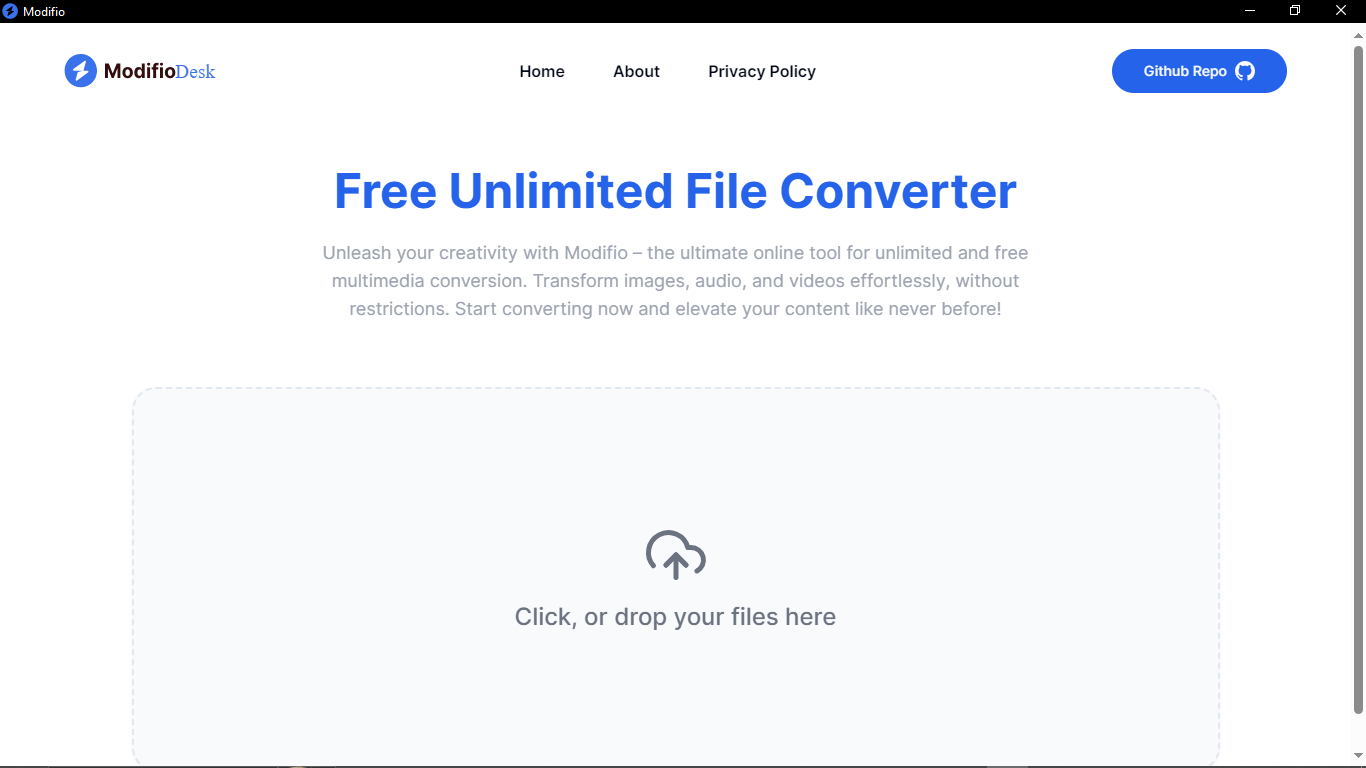 Modifio
ModifioDesk
Home
About
Privacy Policy
Github Repo
Free Unlimited File Converter
Unleash your creativity with Modifio – the ultimate online tool for unlimited and free
multimedia conversion. Transform images, audio, and videos effortlessly, without
restrictions. Start converting now and elevate your content like never before!
Click, or drop your files here